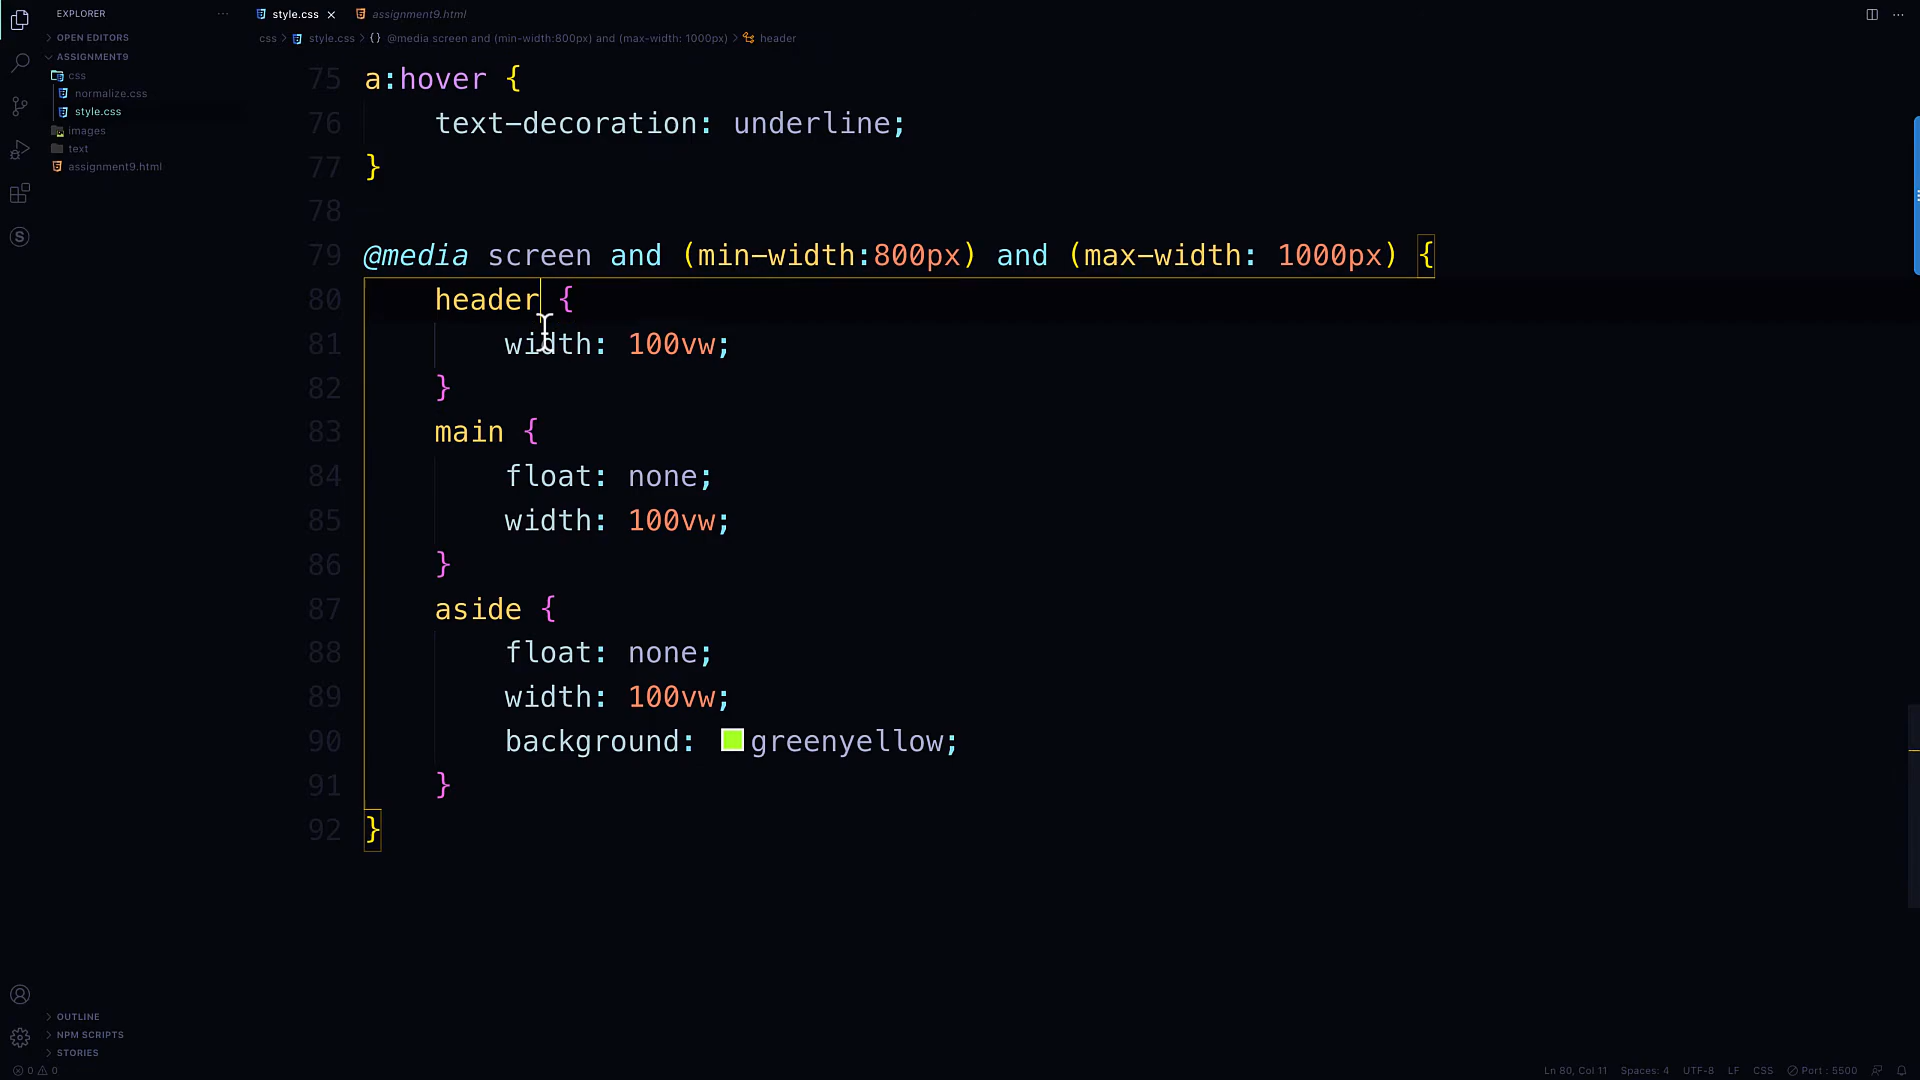 EXPLORER
···
style.css ×
assignment9.html
···
OPEN EDITORS
css > style.css > {} @media screen and (min-width:800px) and (max-width: 1000px) > header
ASSIGNMENT9
css
normalize.css
style.css
images
text
assignment9.html
75 a:hover {
76 text-decoration: underline;
77 }
78
79 @media screen and (min-width:800px) and (max-width: 1000px) {
80 header {
81 width: 100vw;
82 }
83 main {
84 float: none;
85 width: 100vw;
86 }
87 aside {
88 float: none;
89 width: 100vw;
90 background: greenyellow;
91 }
92 }
OUTLINE
NPM SCRIPTS
STORIES
0 0 Ln 80, Col 11 Spaces: 4 UTF-8 LF CSS Port : 5500